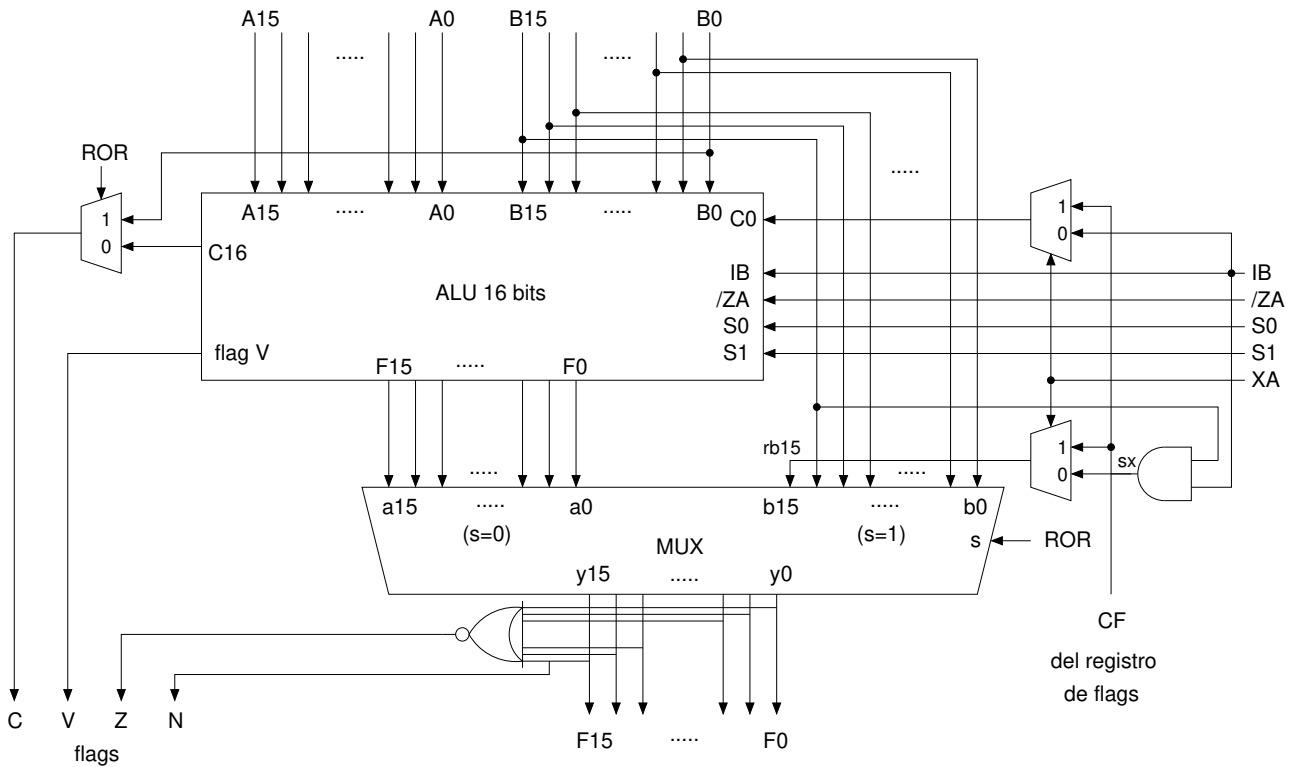 A15 A0 B15 B0
..... .....
ROR
.....
A15 ..... A0 B15 ..... B0
1
0
C16
C0
1
0
IB
/ZA
S0
S1
ALU 16 bits
IB
/ZA
S0
S1
XA
flag V
F15 ..... F0
rb15
1
0
sx
..... .....
a15 ..... a0 b15 ..... b0
(s=0) (s=1)
MUX
s
ROR
y15 ..... y0
CF
del registro
de flags
C V Z N
flags
F15 ..... F0